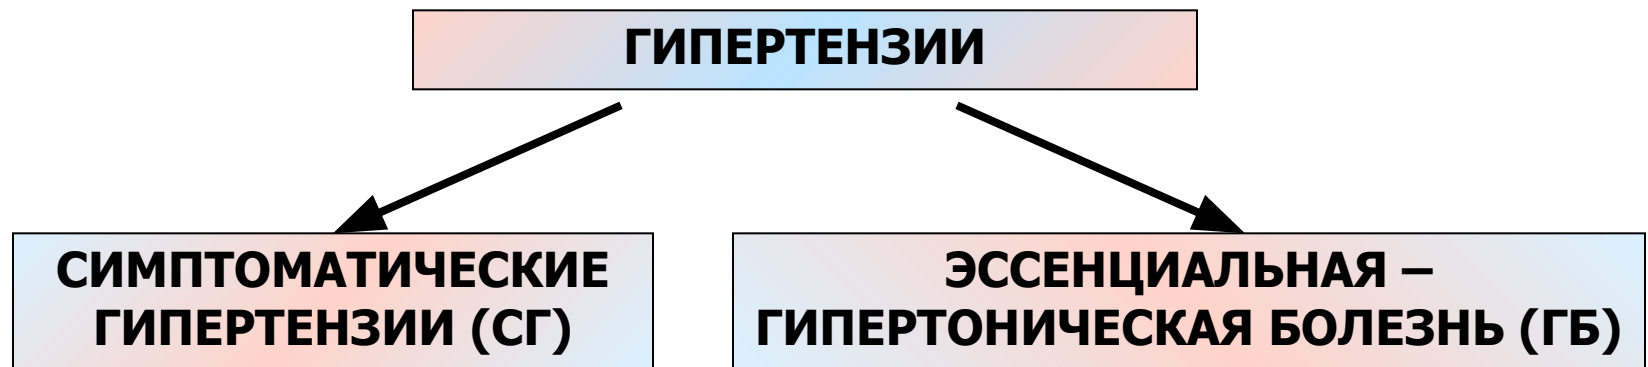 ГИПЕРТЕНЗИИ
СИМПТОМАТИЧЕСКИЕ
ГИПЕРТЕНЗИИ (СГ)
ЭССЕНЦИАЛЬНАЯ –
ГИПЕРТОНИЧЕСКАЯ БОЛЕЗНЬ (ГБ)